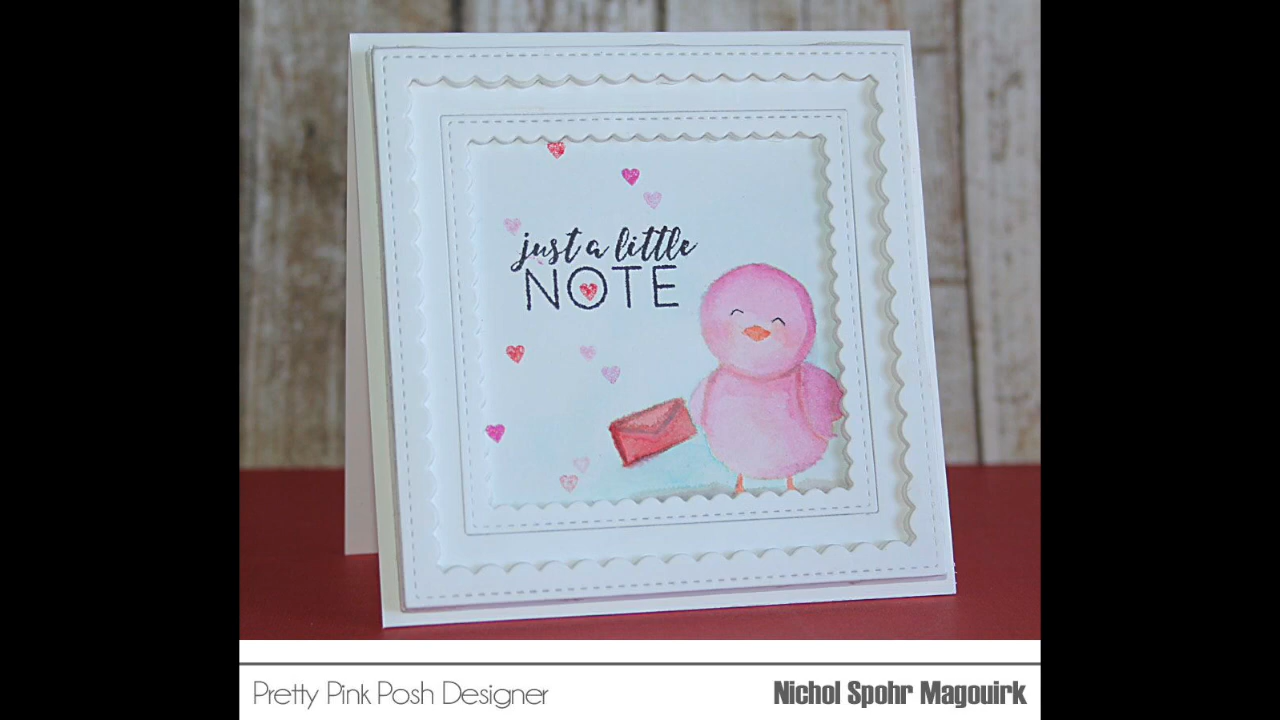 just a little
NOTE
Pretty Pink Posh Designer
Nichol Spohr Magouirk